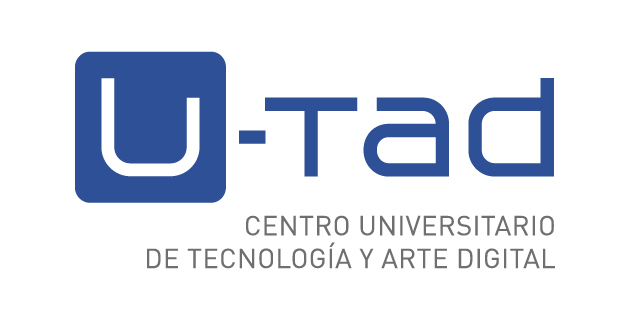 U-tad
CENTRO UNIVERSITARIO
DE TECNOLOGÍA Y ARTE DIGITAL